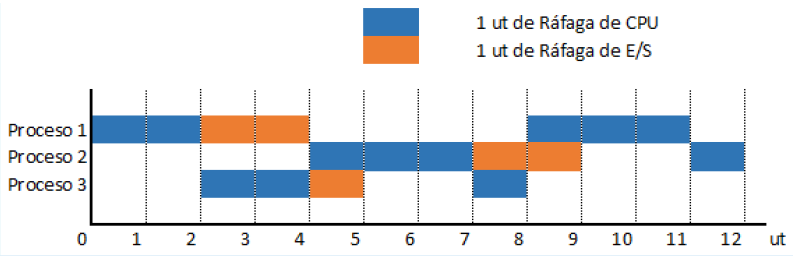 1 ut de Ráfaga de CPU
1 ut de Ráfaga de E/S
Proceso 1
Proceso 2
Proceso 3
0 1 2 3 4 5 6 7 8 9 10 11 12 ut